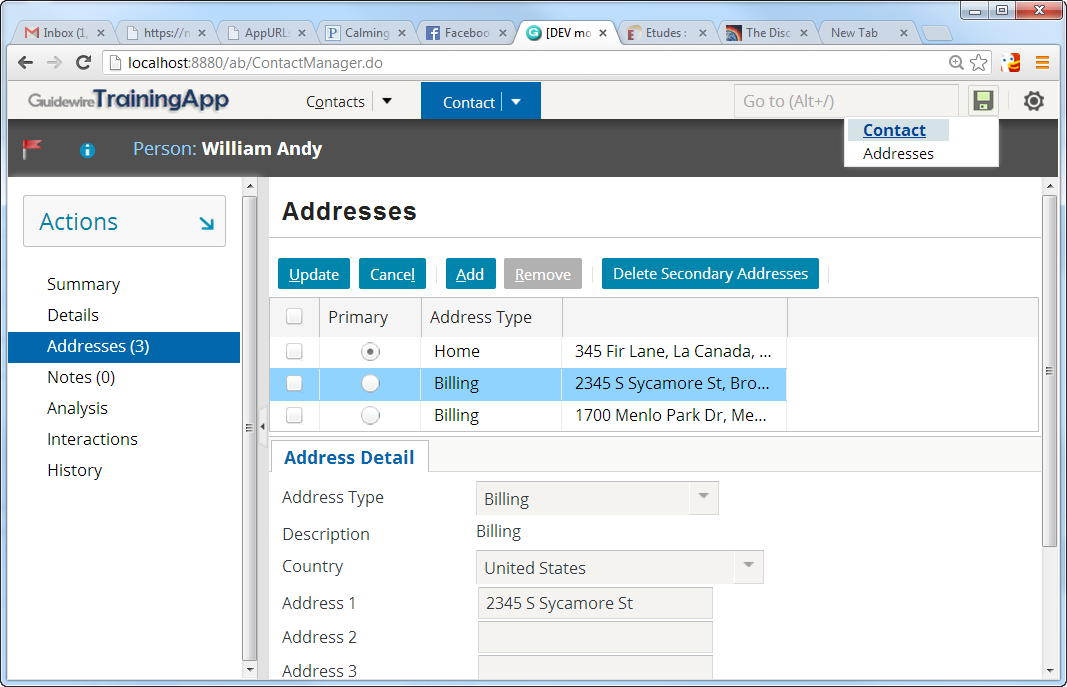 Inbox (1,
https://n
AppURL:
Calming
Faceboo
[DEV mo
Etudes :
The Disc
New Tab
localhost:8880/ab/ContactManager.do
Guidewire TrainingApp
Contacts
Contact
Go to (Alt+/)
Contact
Addresses
Person: William Andy
Actions
Summary
Details
Addresses (3)
Notes (0)
Analysis
Interactions
History
Addresses
Update
Cancel
Add
Remove
Delete Secondary Addresses
Primary Address Type
Home 345 Fir Lane, La Canada, ...
Billing 2345 S Sycamore St, Bro...
Billing 1700 Menlo Park Dr, Me...
Address Detail
Address Type Billing
Description Billing
Country United States
Address 1 2345 S Sycamore St
Address 2
Address 3